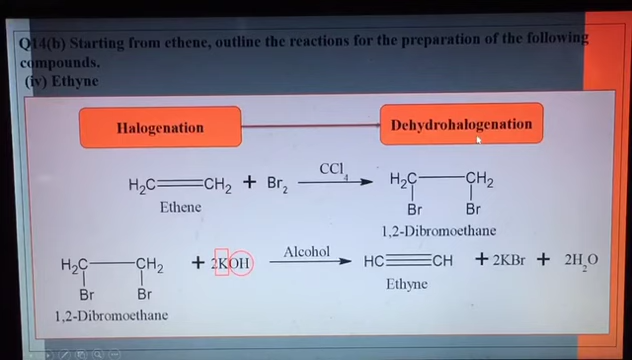 Q14(b) Starting from ethene, outline the reactions for the preparation of the following
compounds.
(iv) Ethyne
Halogenation
Dehydrohalogenation
H₂C=CH₂ + Br₂ CCl₄ H₂C-CH₂
Br Br
Ethene
1,2-Dibromoethane
H₂C-CH₂ + 2KOH Alcohol HC≡CH + 2KBr + 2H₂O
Br Br
Ethyne
1,2-Dibromoethane